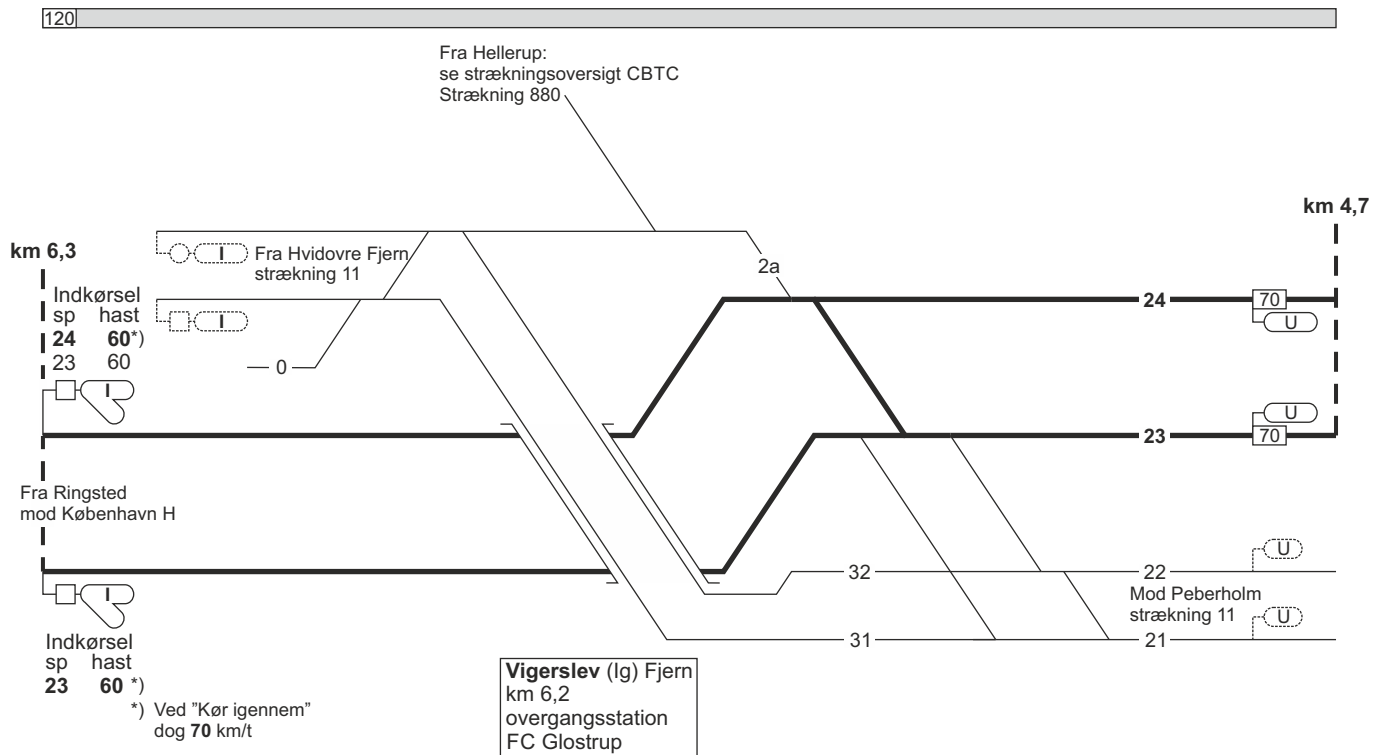 120
Fra Hellerup:
se strækningsoversigt CBTC
Strækning 880
km 4,7
km 6,3
I
Fra Hvidovre Fjern
strækning 11
2a
Indkørsel
sp hast
24 60*)
23 60
I
24
70
U
0
I
U
23
70
Fra Ringsted
mod København H
U
32
22
I
Mod Peberholm
strækning 11
U
31
21
Indkørsel
sp hast
23 60 *)
*) Ved "Kør igennem"
dog 70 km/t
Vigerslev (Ig) Fjern
km 6,2
overgangsstation
FC Glostrup